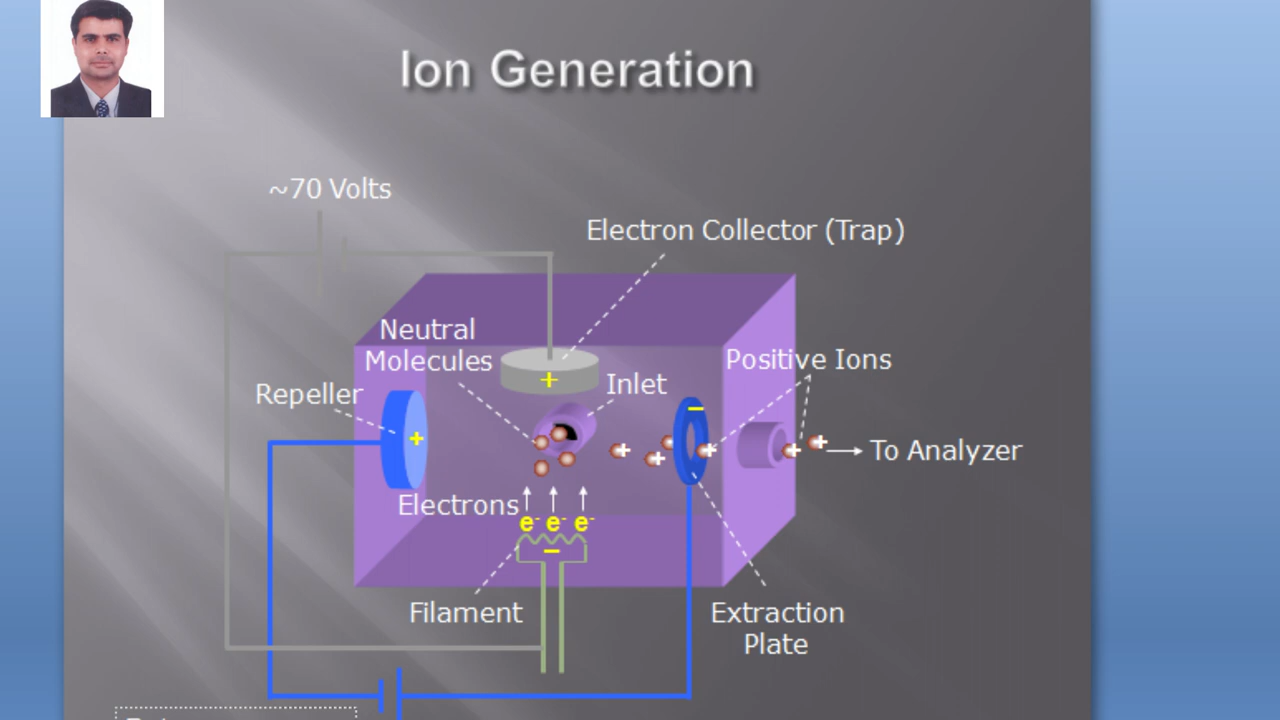 Ion Generation
~70 Volts
Electron Collector (Trap)
Neutral
Molecules
Positive Ions
Repeller
Inlet
+
+
−
+ + + + +
To Analyzer
Electrons
e⁻ e⁻ e⁻
−
Filament
Extraction
Plate